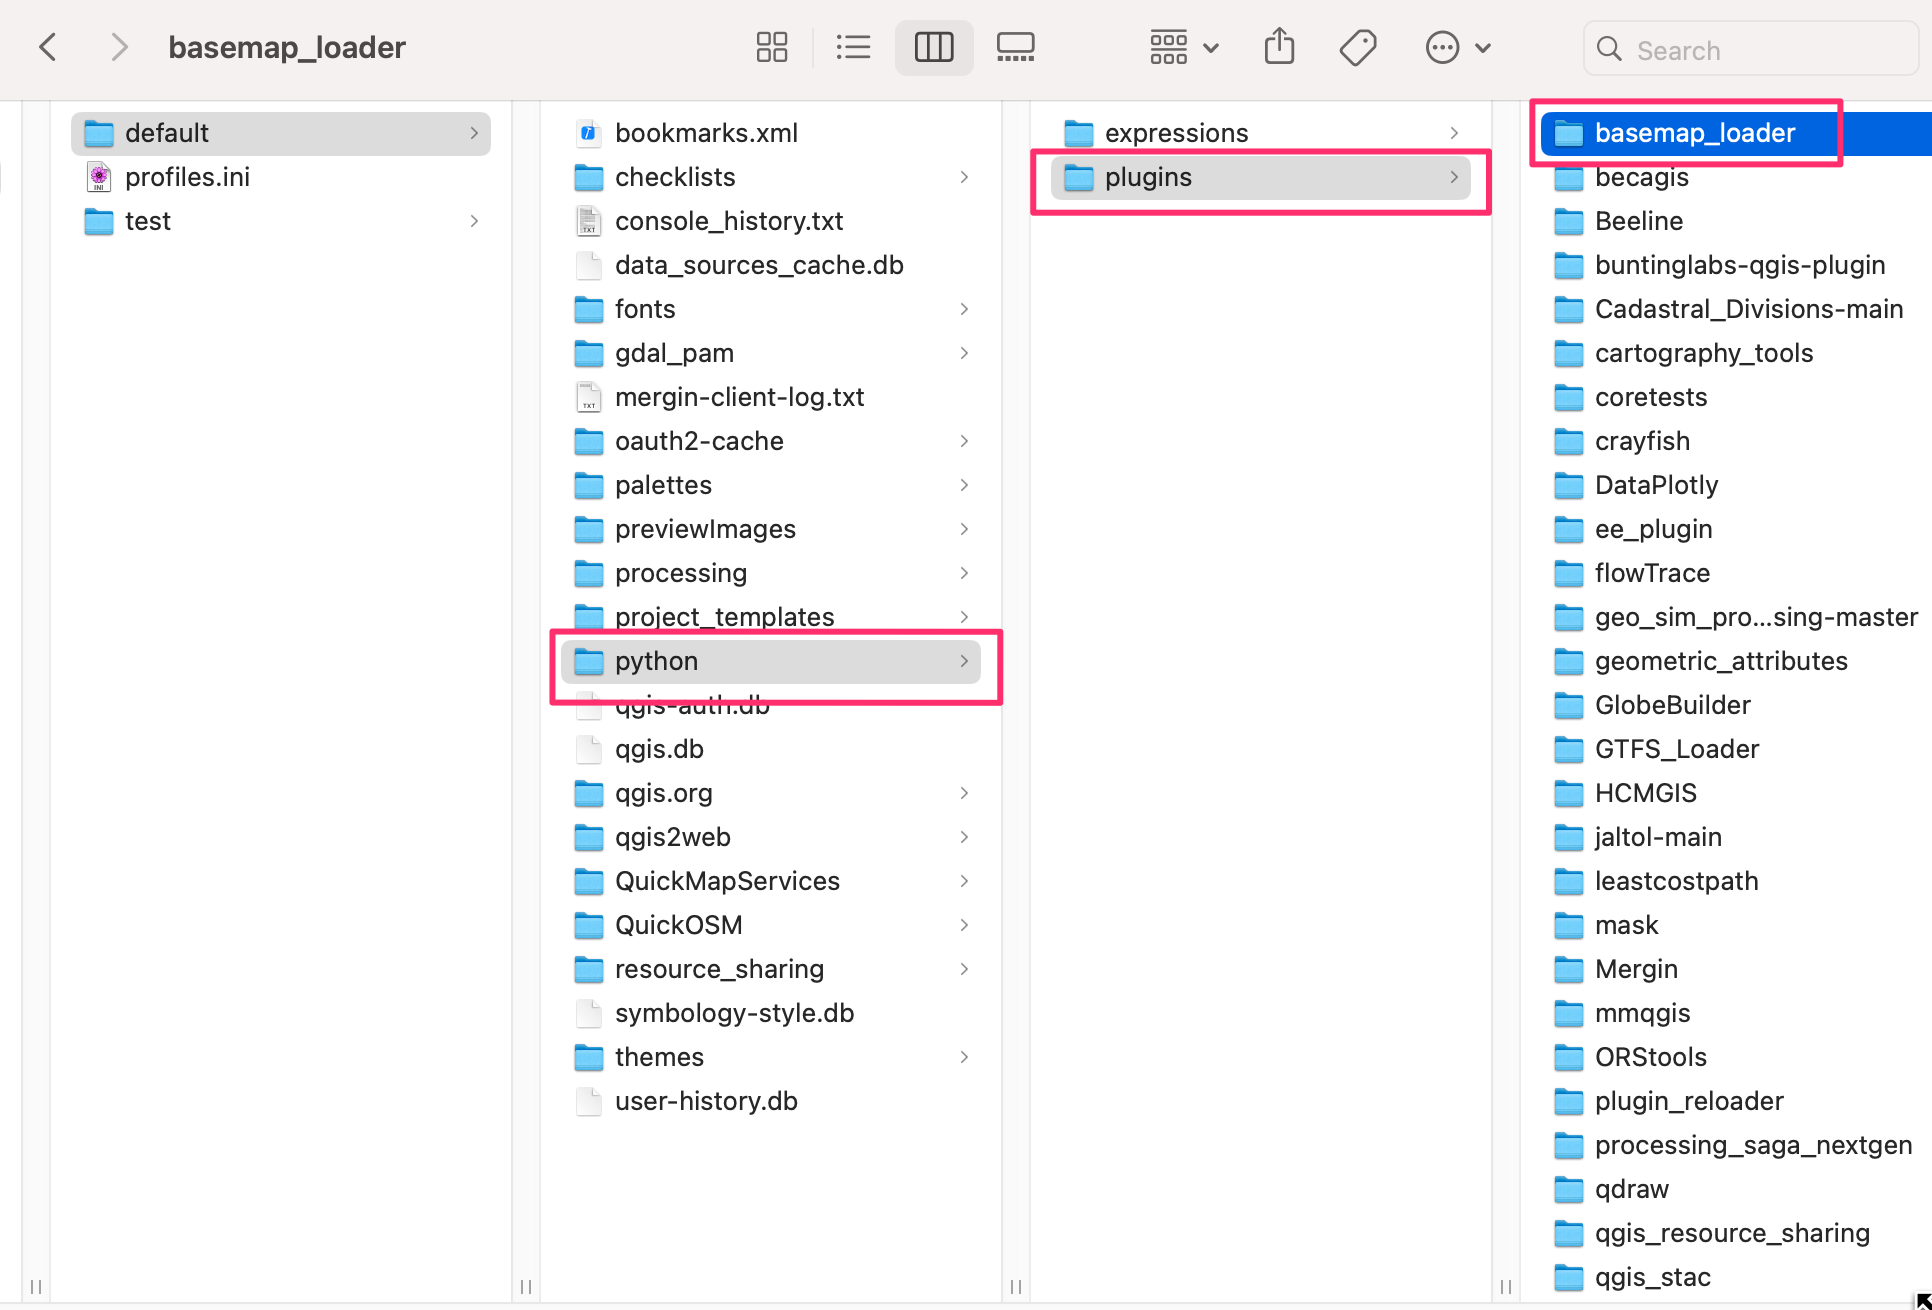 basemap_loader
Search
default
profiles.ini
test
bookmarks.xml
checklists
console_history.txt
data_sources_cache.db
fonts
gdal_pam
mergin-client-log.txt
oauth2-cache
palettes
previewImages
processing
project_templates
python
qgis-auth.db
qgis.db
qgis.org
qgis2web
QuickMapServices
QuickOSM
resource_sharing
symbology-style.db
themes
user-history.db
expressions
plugins
basemap_loader
becagis
Beeline
buntinglabs-qgis-plugin
Cadastral_Divisions-main
cartography_tools
coretests
crayfish
DataPlotly
ee_plugin
flowTrace
geo_sim_pro...sing-master
geometric_attributes
GlobeBuilder
GTFS_Loader
HCMGIS
jaltol-main
leastcostpath
mask
Mergin
mmqgis
ORStools
plugin_reloader
processing_saga_nextgen
qdraw
qgis_resource_sharing
qgis_stac